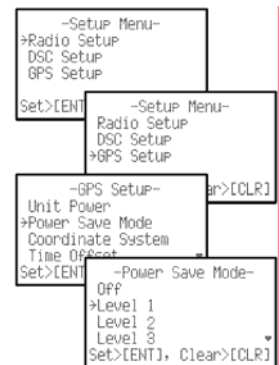 -Setup Menu-
→Radio Setup
DSC Setup
GPS Setup
Set>[ENT
-Setup Menu-
Radio Setup
DSC Setup
→GPS Setup
ar>[CLR]
-GPS Setup-
Unit Power
→Power Save Mode
Coordinate System
Time Offset
Set>[ENT
-Power Save Mode-
Off
→Level 1
Level 2
Level 3
Set>[ENT], Clear>[CLR]